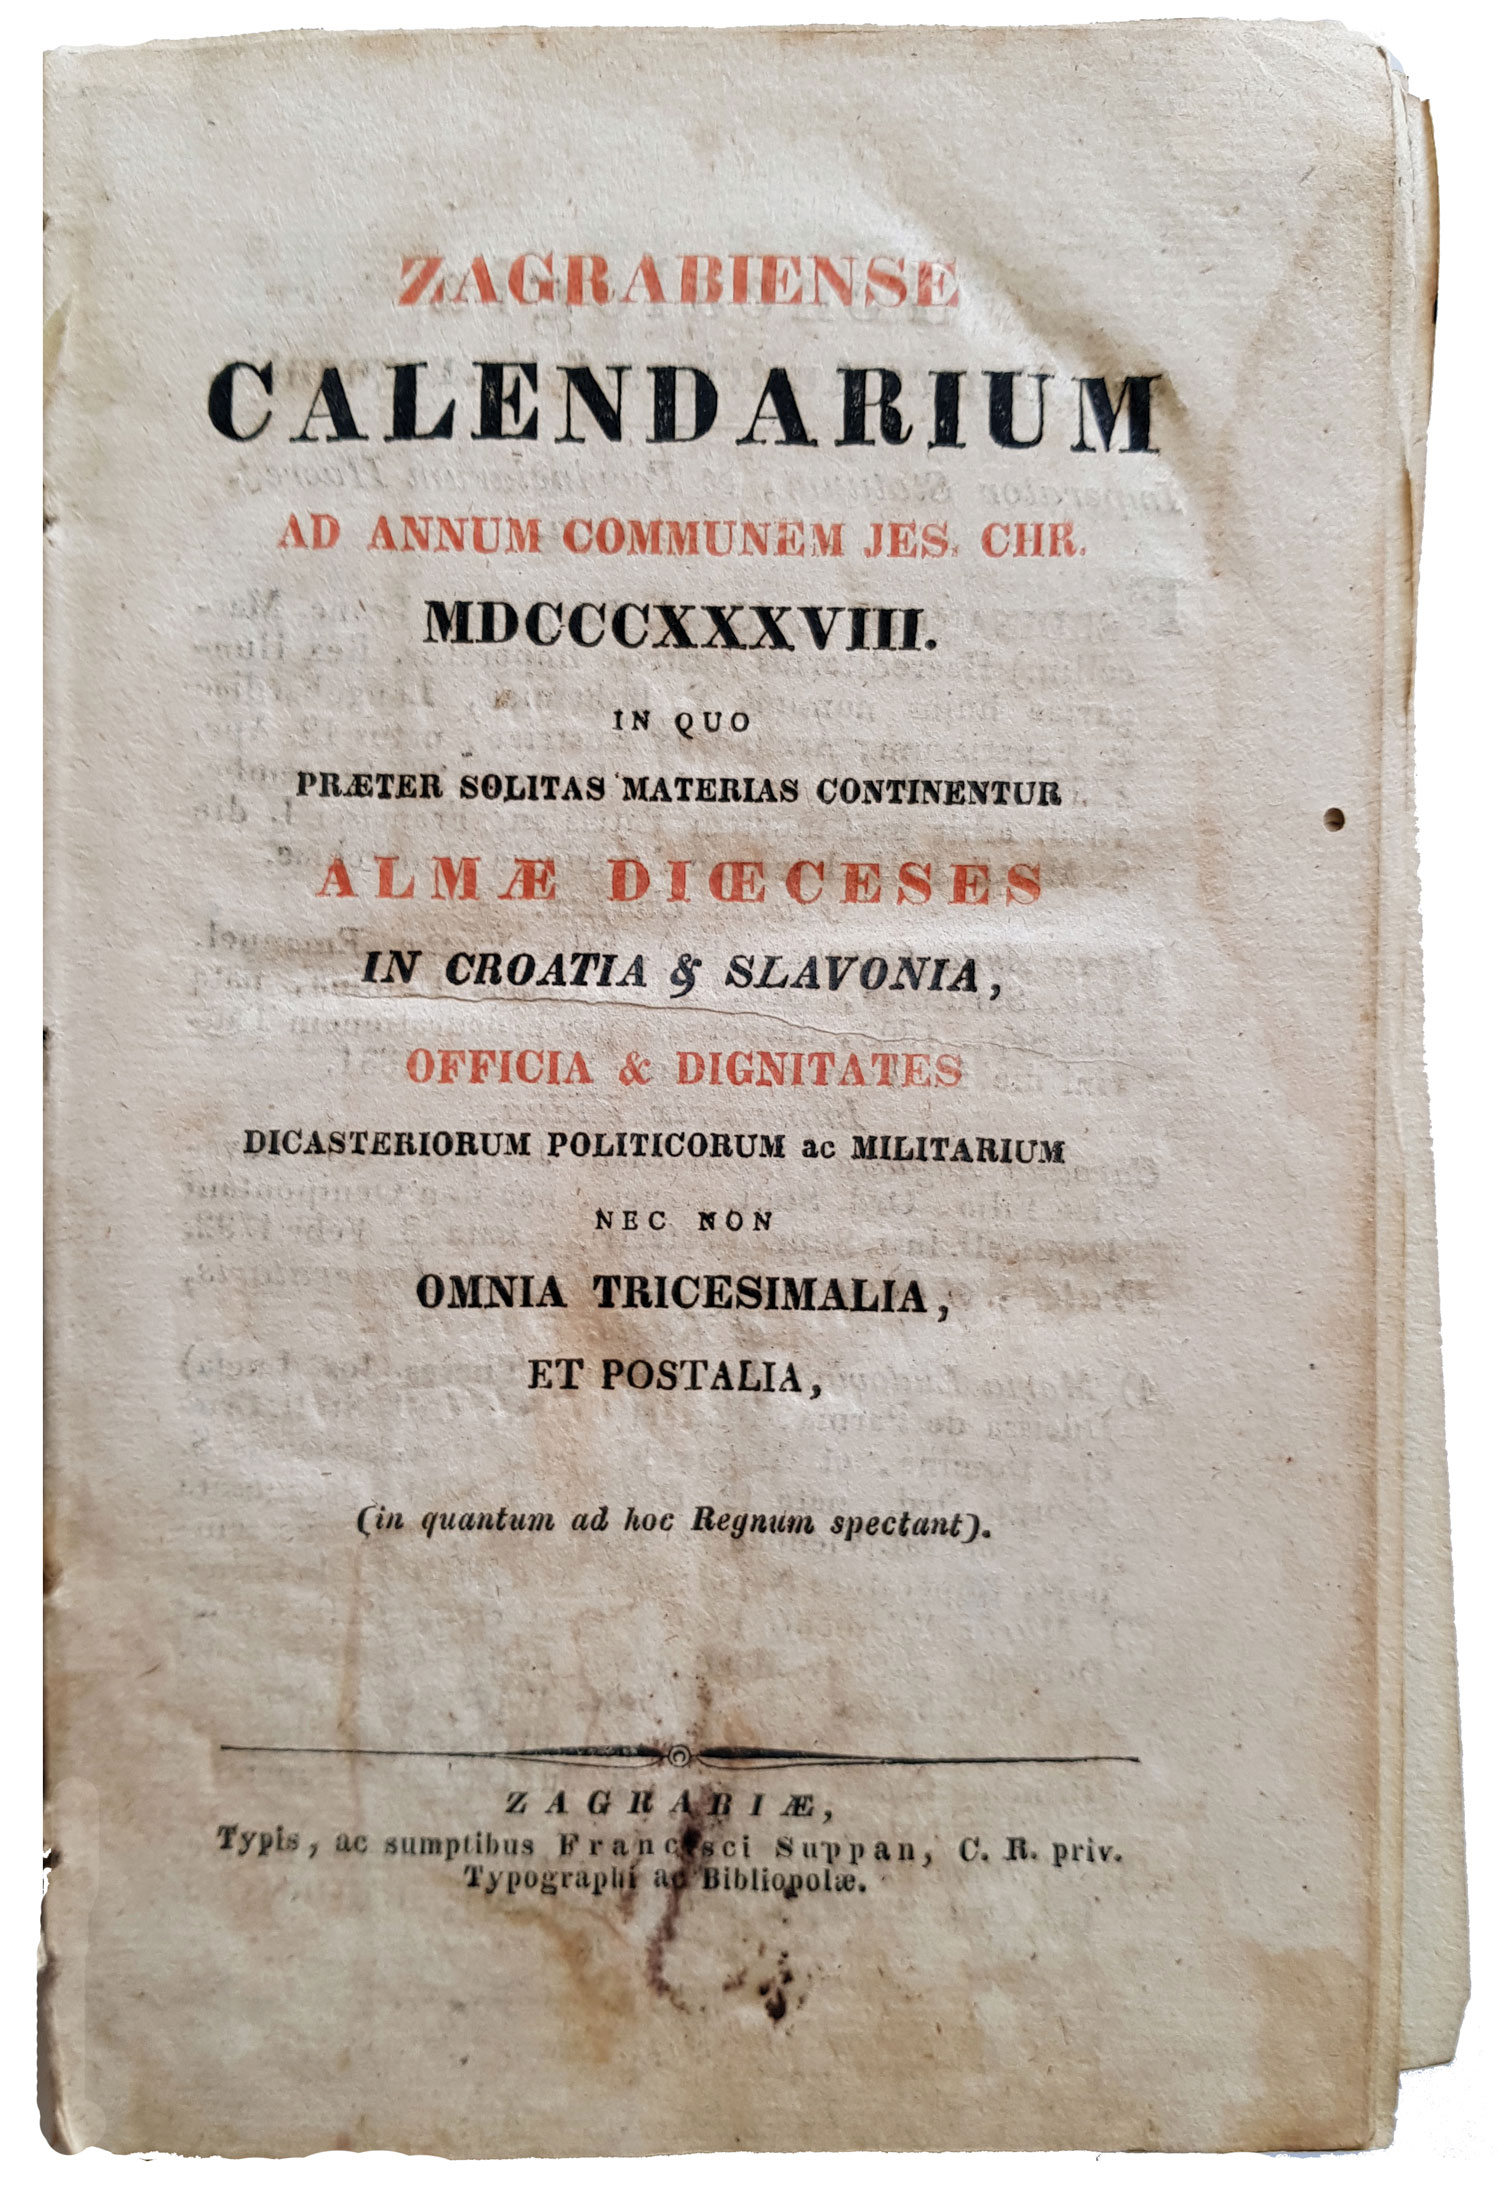 ZAGRABIENSE
CALENDARIUM
AD ANNUM COMMUNEM JES. CHR.
MDCCCXXXVIII.
IN QUO
PRÆTER SOLITAS MATERIAS CONTINENTUR
ALMÆ DIŒCESES
IN CROATIA & SLAVONIA,
OFFICIA & DIGNITATES
DICASTERIORUM POLITICORUM ac MILITARIUM
NEC NON
OMNIA TRICESIMALIA,
ET POSTALIA,
(in quantum ad hoc Regnum spectant).
ZAGRABIÆ,
Typis, ac sumptibus Francisci Suppan, C. R. priv.
Typographi ac Bibliopolæ.